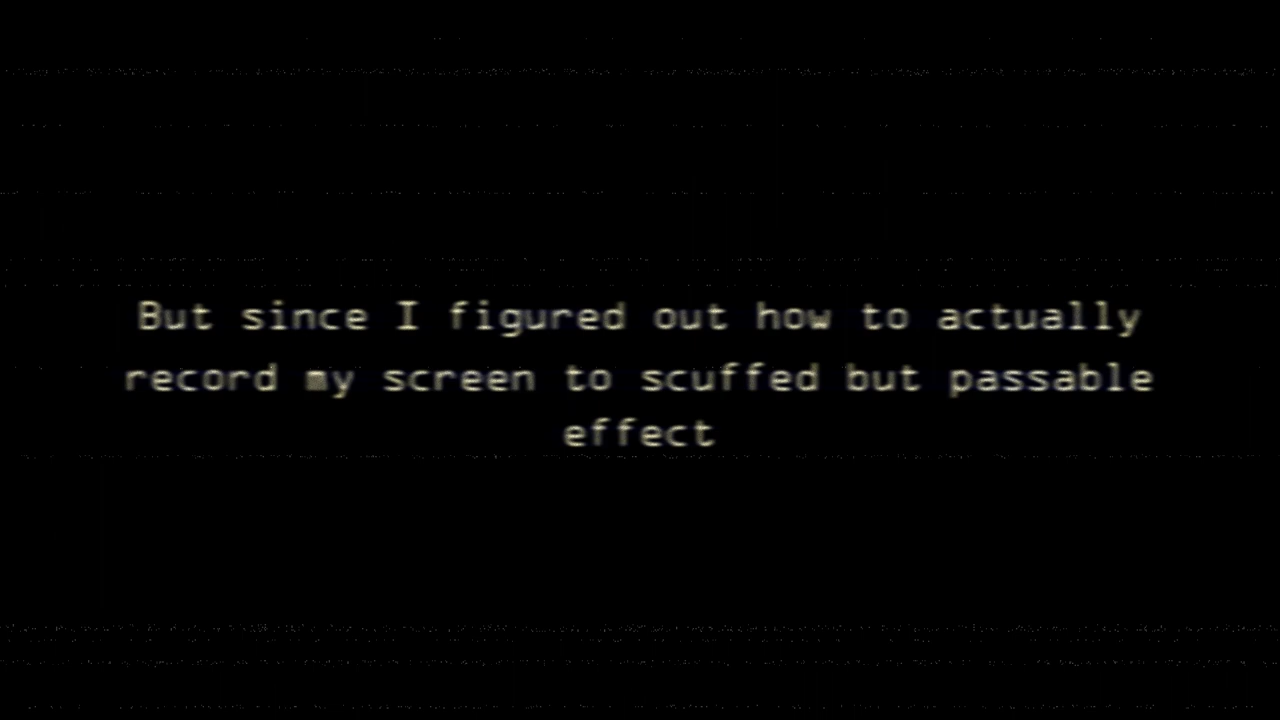 But since I figured out how to actually
record my screen to scuffed but passable
effect